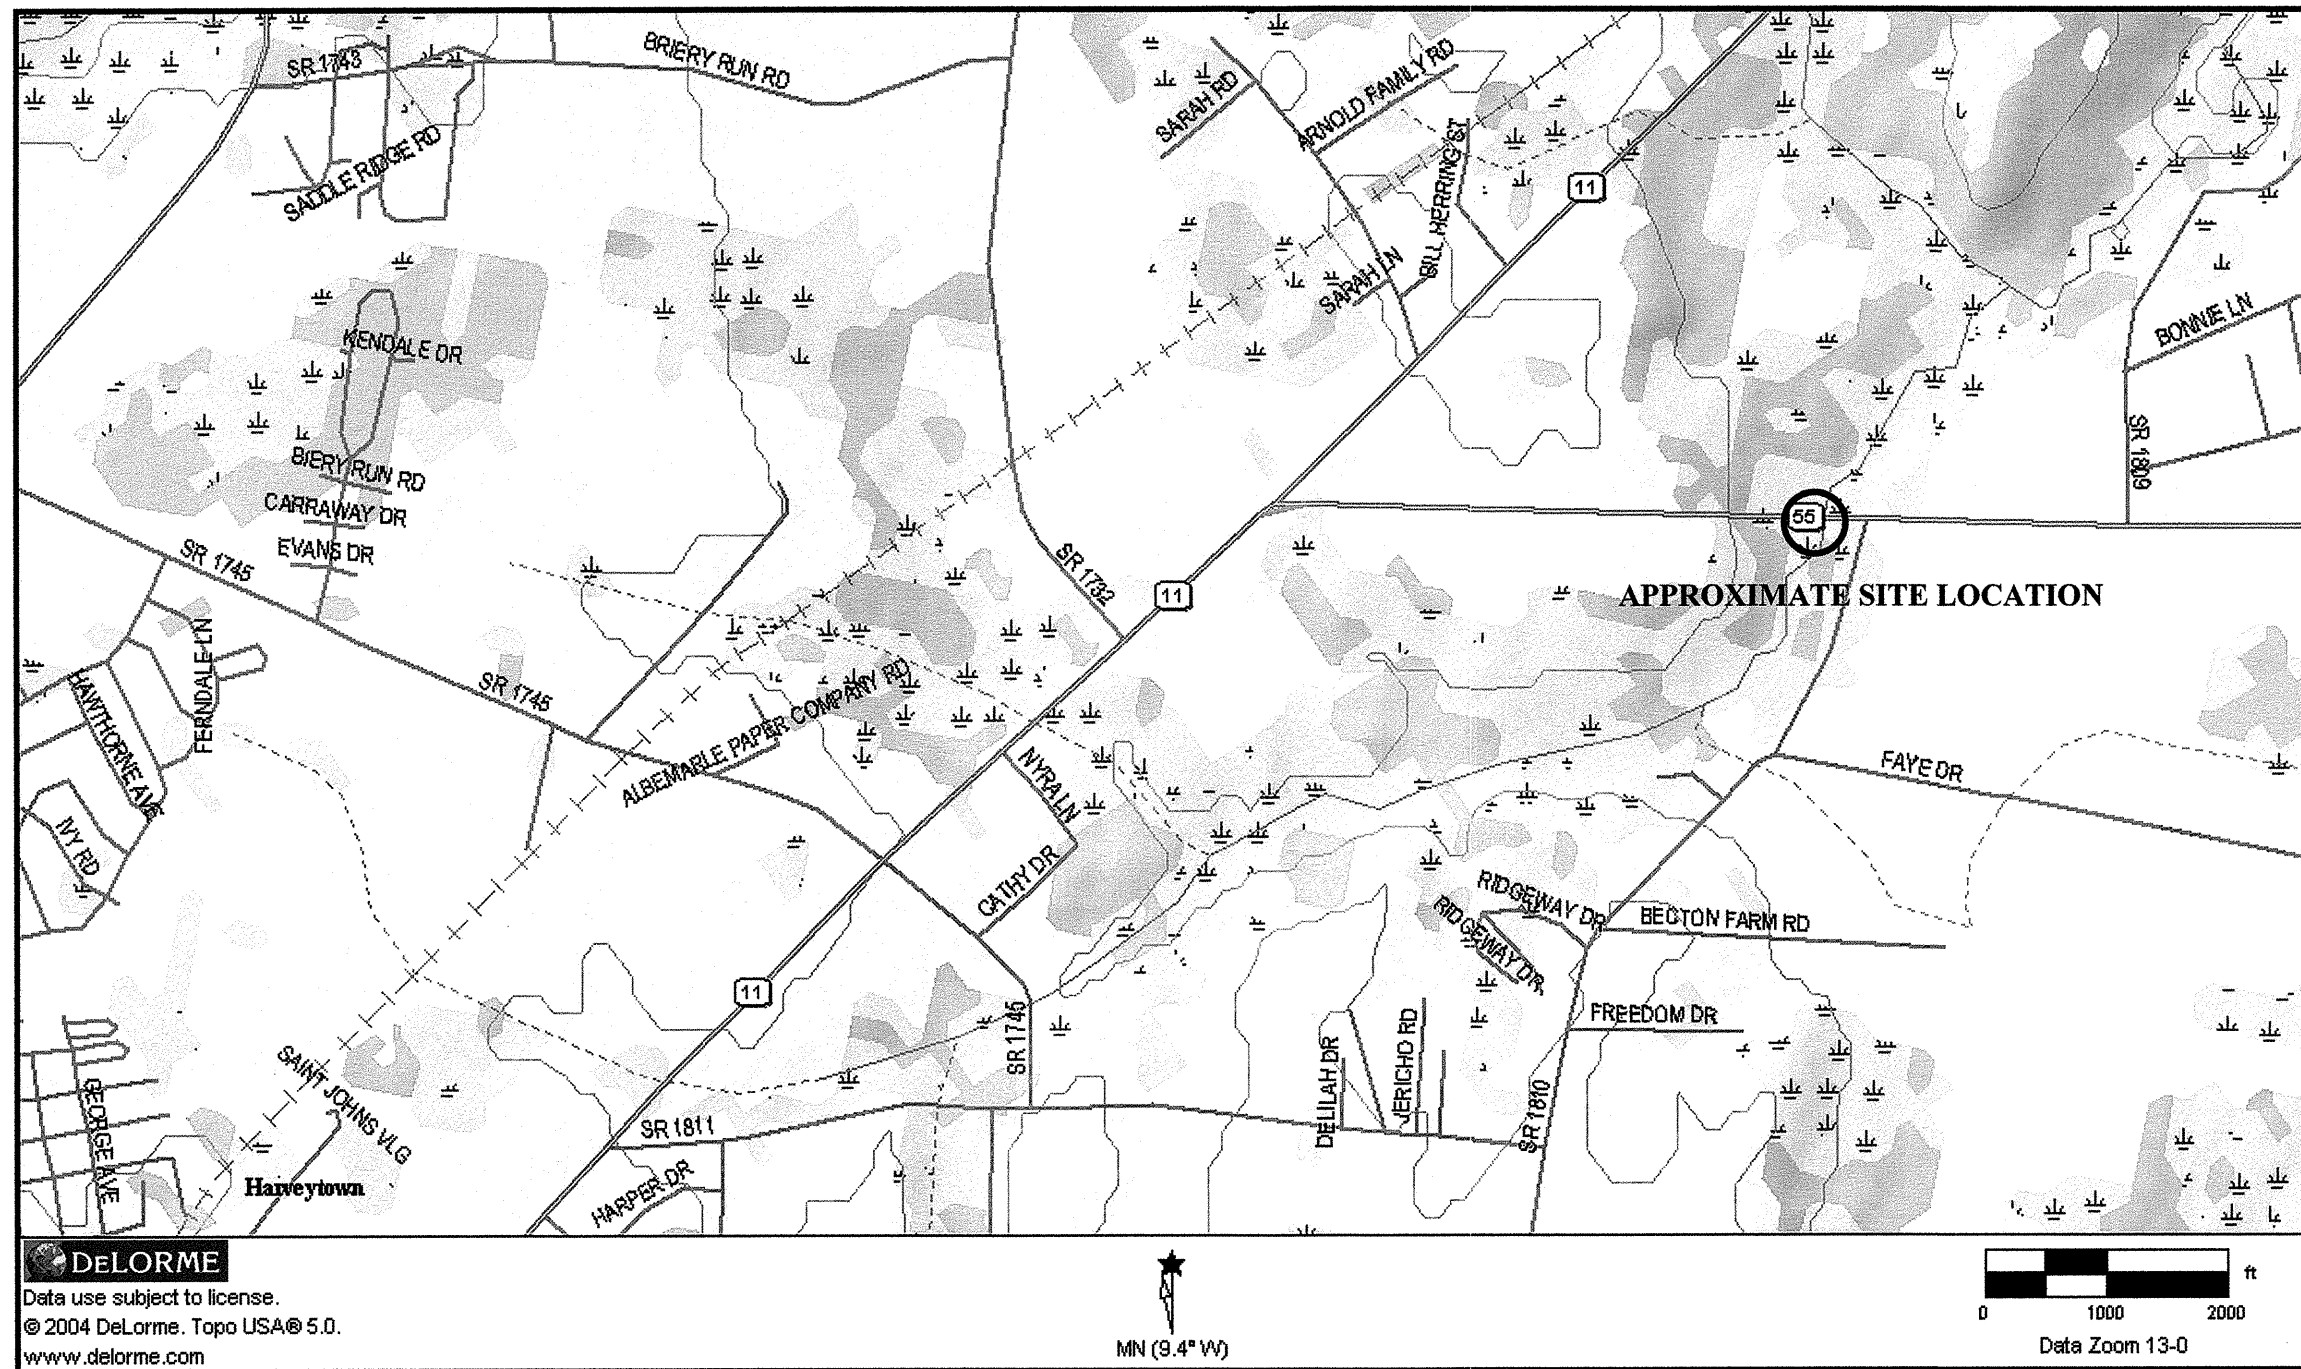 SR 1743
BRIERY RUN RD
SARAH RD
ARNOLD FAMILY RD
SADDLE RIDGE RD
BILL HERRING CT
11
SARAH LN
BONNIE LN
KENDALE DR
BIERY RUN RD
CARRAWAY DR
EVANS DR
SR 1809
55
SR 1745
SR 1732
11
APPROXIMATE SITE LOCATION
FERNDALE LN
HAWTHORNE AVE
SR 1745
ALBEMARLE PAPER COMPANY RD
NYRA LN
FAYE DR
IVY RD
CATHY DR
RIDGEWAY DR
RIDGEWAY DR
BECTON FARM RD
11
SR 1745
FREEDOM DR
DELILAH DR
JERICHO RD
SR 1810
SAINT JOHNS VLG
GEORGE AVE
SR 1811
HARPER DR
Harveytown
DELORME
Data use subject to license.
© 2004 DeLorme. Topo USA® 5.0.
www.delorme.com
MN (9.4° W)
ft
0 1000 2000
Data Zoom 13-0